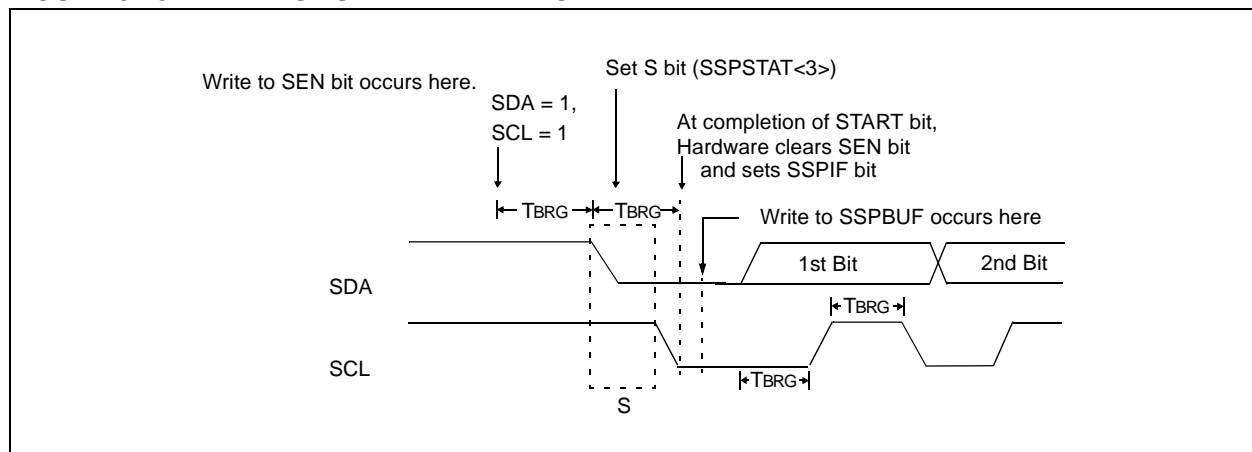 Set S bit (SSPSTAT<3>)
Write to SEN bit occurs here.
SDA = 1,
SCL = 1
At completion of START bit,
Hardware clears SEN bit
and sets SSPIF bit
TBRG
TBRG
Write to SSPBUF occurs here
1st Bit
2nd Bit
SDA
TBRG
SCL
TBRG
S